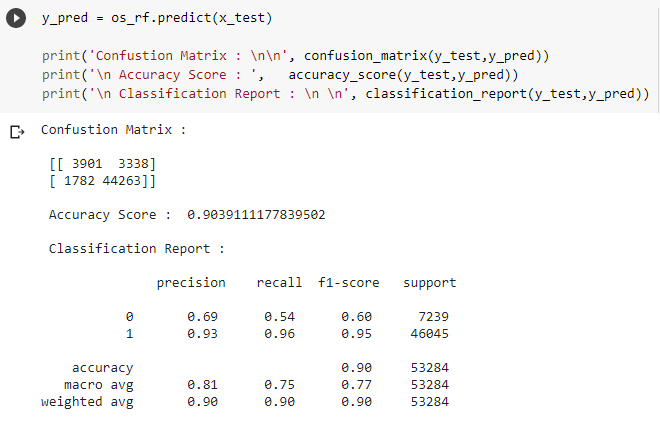 y_pred = os_rf.predict(x_test)
print('Confustion Matrix : \n\n', confusion_matrix(y_test,y_pred))
print('\n Accuracy Score : ',   accuracy_score(y_test,y_pred))
print('\n Classification Report : \n \n', classification_report(y_test,y_pred))
Confustion Matrix :
[[ 3901  3338]
[ 1782 44263]]
Accuracy Score :  0.9039111177839502
Classification Report :
precision    recall  f1-score   support
0       0.69      0.54      0.60      7239
1       0.93      0.96      0.95     46045
accuracy                           0.90     53284
macro avg       0.81      0.75      0.77     53284
weighted avg       0.90      0.90      0.90     53284